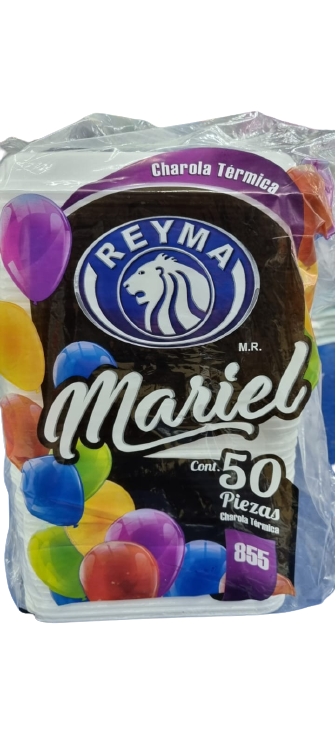 Charola Térmica
REYMA
M.R.
Mariel
Cont. 50
Piezas
Charola Térmica
855